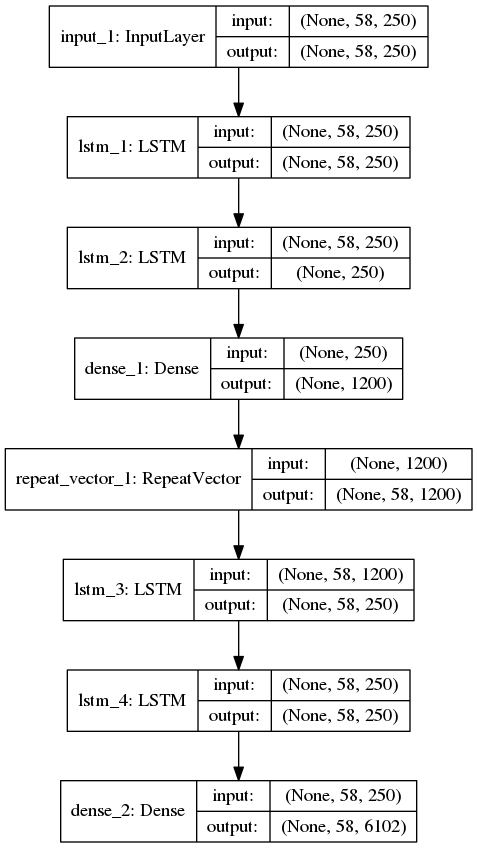 input_1: InputLayer
input: (None, 58, 250)
output: (None, 58, 250)
lstm_1: LSTM
input: (None, 58, 250)
output: (None, 58, 250)
lstm_2: LSTM
input: (None, 58, 250)
output: (None, 250)
dense_1: Dense
input: (None, 250)
output: (None, 1200)
repeat_vector_1: RepeatVector
input: (None, 1200)
output: (None, 58, 1200)
lstm_3: LSTM
input: (None, 58, 1200)
output: (None, 58, 250)
lstm_4: LSTM
input: (None, 58, 250)
output: (None, 58, 250)
dense_2: Dense
input: (None, 58, 250)
output: (None, 58, 6102)